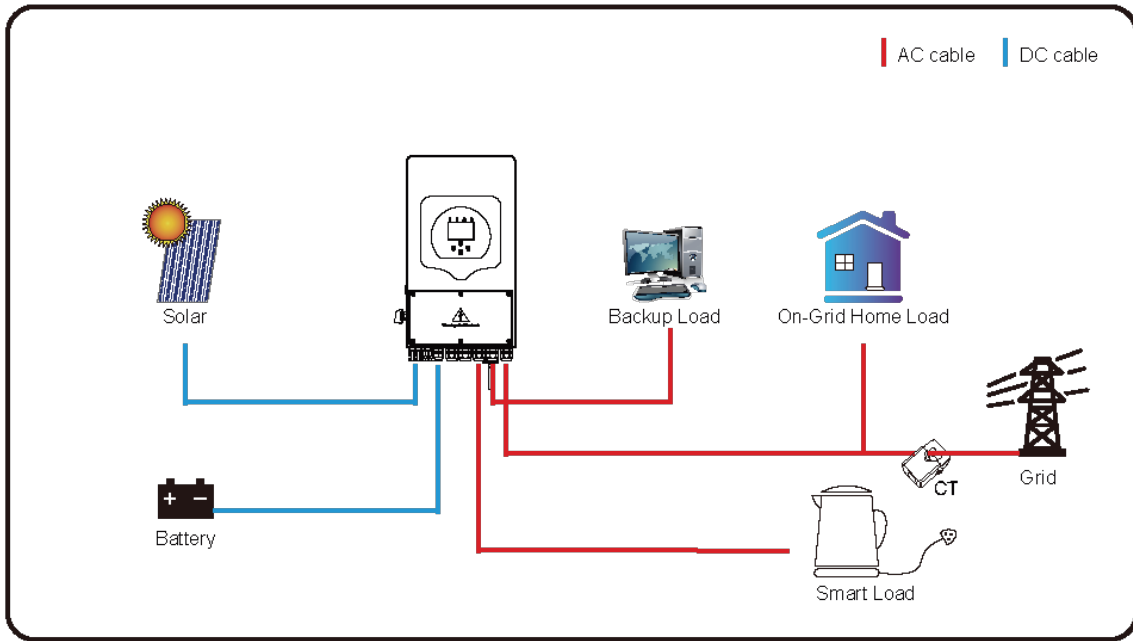 AC cable
DC cable
Solar
Backup Load
On-Grid Home Load
CT
Grid
Battery
Smart Load